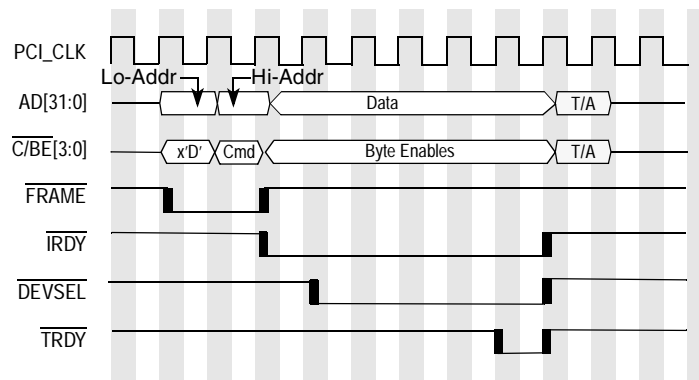 PCI_CLK
Lo-Addr
Hi-Addr
AD[31:0]
Data
T/A
C/BE[3:0]
x'D'
Cmd
Byte Enables
T/A
FRAME
IRDY
DEVSEL
TRDY